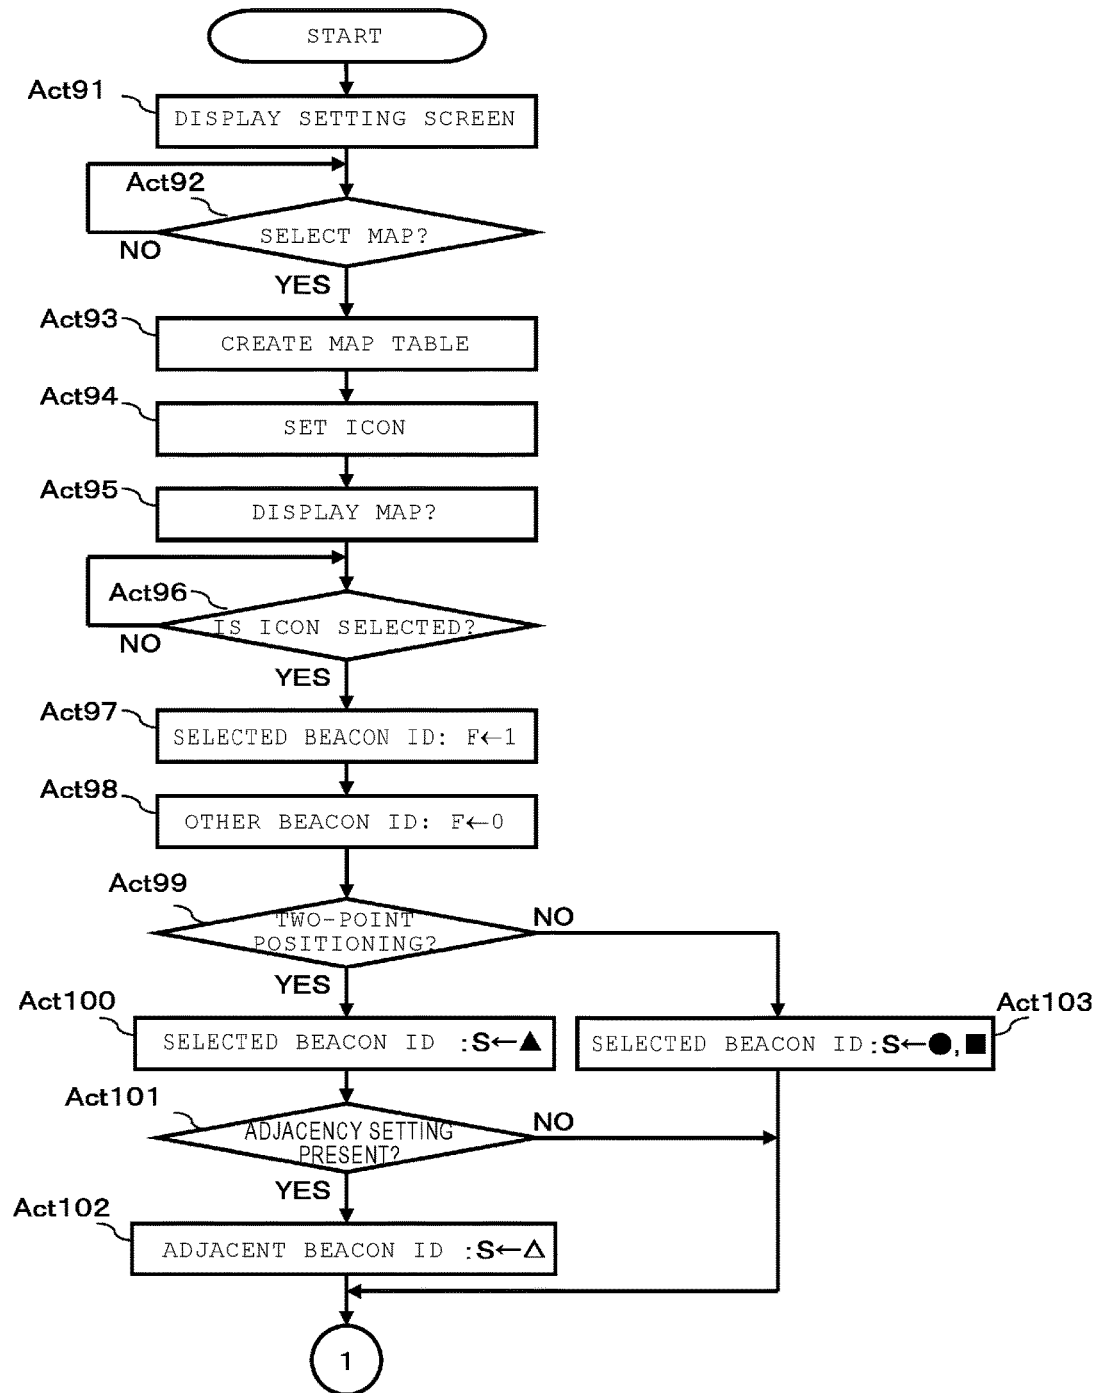 START
Act91
DISPLAY SETTING SCREEN
Act92
SELECT MAP?
NO
YES
Act93
CREATE MAP TABLE
Act94
SET ICON
Act95
DISPLAY MAP?
Act96
IS ICON SELECTED?
NO
YES
Act97
SELECTED BEACON ID: F←1
Act98
OTHER BEACON ID: F←0
Act99
TWO-POINT
POSITIONING?
NO
YES
Act100
SELECTED BEACON ID :S←▲
Act103
SELECTED BEACON ID:S←●,■
Act101
ADJACENCY SETTING
PRESENT?
NO
YES
Act102
ADJACENT BEACON ID :S←△
1